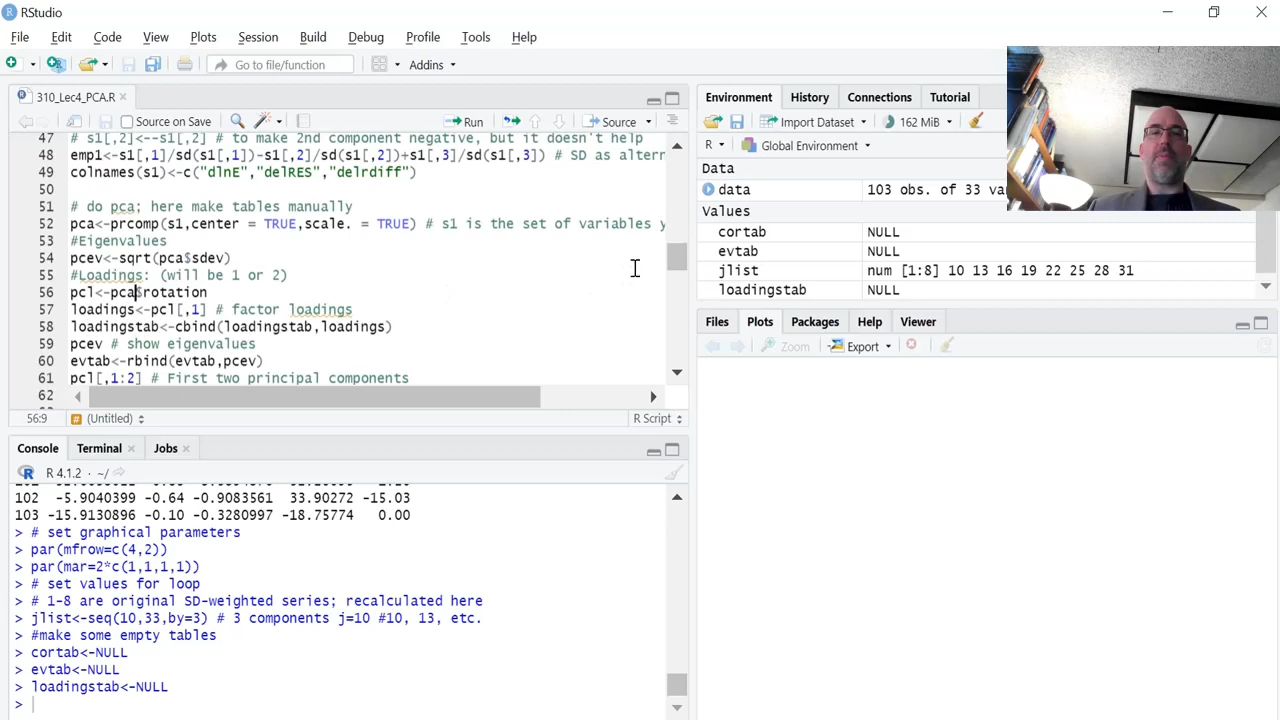 RStudio
File Edit Code View Plots Session Build Debug Profile Tools Help
Go to file/function Addins
310_Lec4_PCA.R
Source on Save Run Source
47 # s1[,2]<--s1[,2] # to make 2nd component negative, but it doesn't help
48 emp1<-s1[,1]/sd(s1[,1])-s1[,2]/sd(s1[,2])+s1[,3]/sd(s1[,3]) # SD as altern
49 colnames(s1)<-c("dlnE","delRES","delrdiff")
50
51 # do pca; here make tables manually
52 pca<-prcomp(s1,center = TRUE,scale. = TRUE) # s1 is the set of variables y
53 #Eigenvalues
54 pcev<-sqrt(pca$sdev)
55 #Loadings: (will be 1 or 2)
56 pcl<-pca$rotation
57 loadings<-pcl[,1] # factor loadings
58 loadingstab<-cbind(loadingstab,loadings)
59 pcev # show eigenvalues
60 evtab<-rbind(evtab,pcev)
61 pcl[,1:2] # First two principal components
62
56:9 (Untitled) R Script
Console Terminal Jobs
R 4.1.2 · ~/
102 -5.9040399 -0.64 -0.9083561 33.90272 -15.03
103 -15.9130896 -0.10 -0.3280997 -18.75774 0.00
> # set graphical parameters
> par(mfrow=c(4,2))
> par(mar=2*c(1,1,1,1))
> # set values for loop
> # 1-8 are original SD-weighted series; recalculated here
> jlist<-seq(10,33,by=3) # 3 components j=10 #10, 13, etc.
> #make some empty tables
> cortab<-NULL
> evtab<-NULL
> loadingstab<-NULL
>
Environment History Connections Tutorial
Import Dataset 162 MiB
R Global Environment
Data
data 103 obs. of 33 va
Values
cortab NULL
evtab NULL
jlist num [1:8] 10 13 16 19 22 25 28 31
loadingstab NULL
Files Plots Packages Help Viewer
Zoom Export